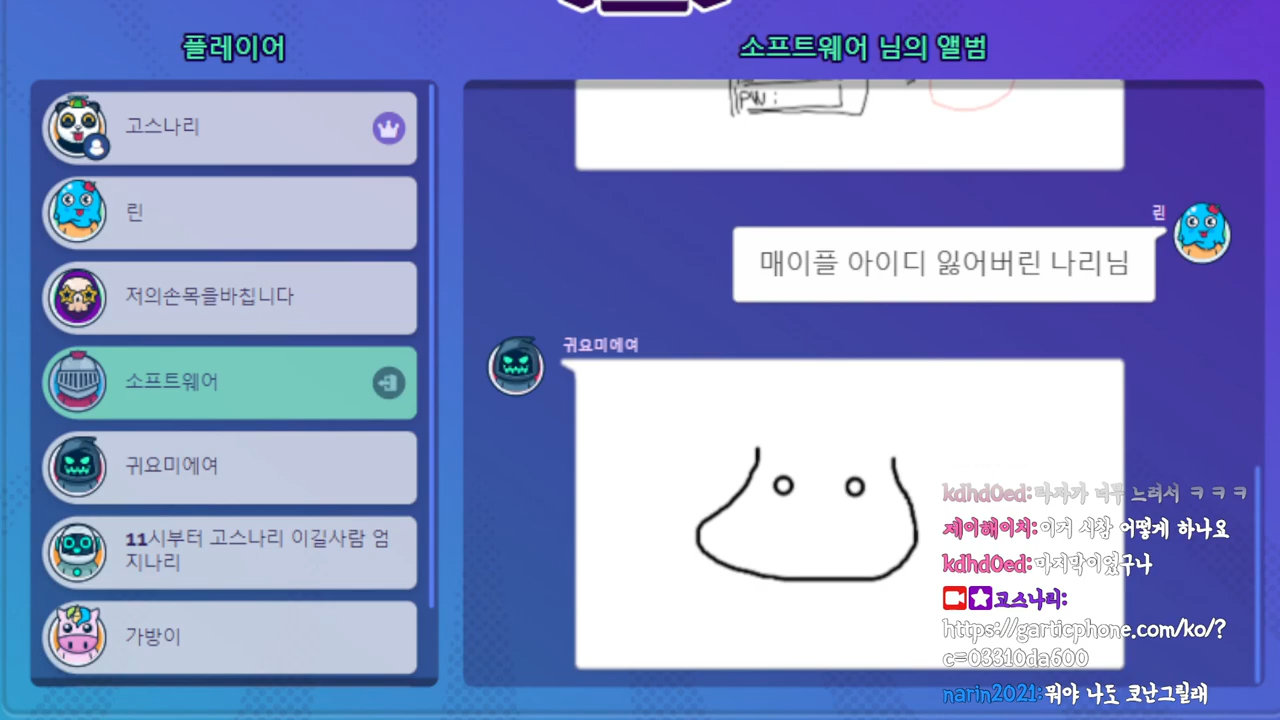 플레이어
소프트웨어 님의 앨범
고스나리
린
저의손목을바칩니다
소프트웨어
귀요미에여
11시부터 고스나리 이길사람 엄
지나리
가방이
PW :
린
매이플 아이디 잃어버린 나리님
귀요미에여
kdhd0ed: 타자가 너무 느려서 ㅋㅋㅋ
제이해이치: 이거 시참 어떻게 하나요
kdhd0ed: 마지막이었구나
고스나리:
https://garticphone.com/ko/?
c=03310da600
narin2021: 뭐야 나도 코난그릴래